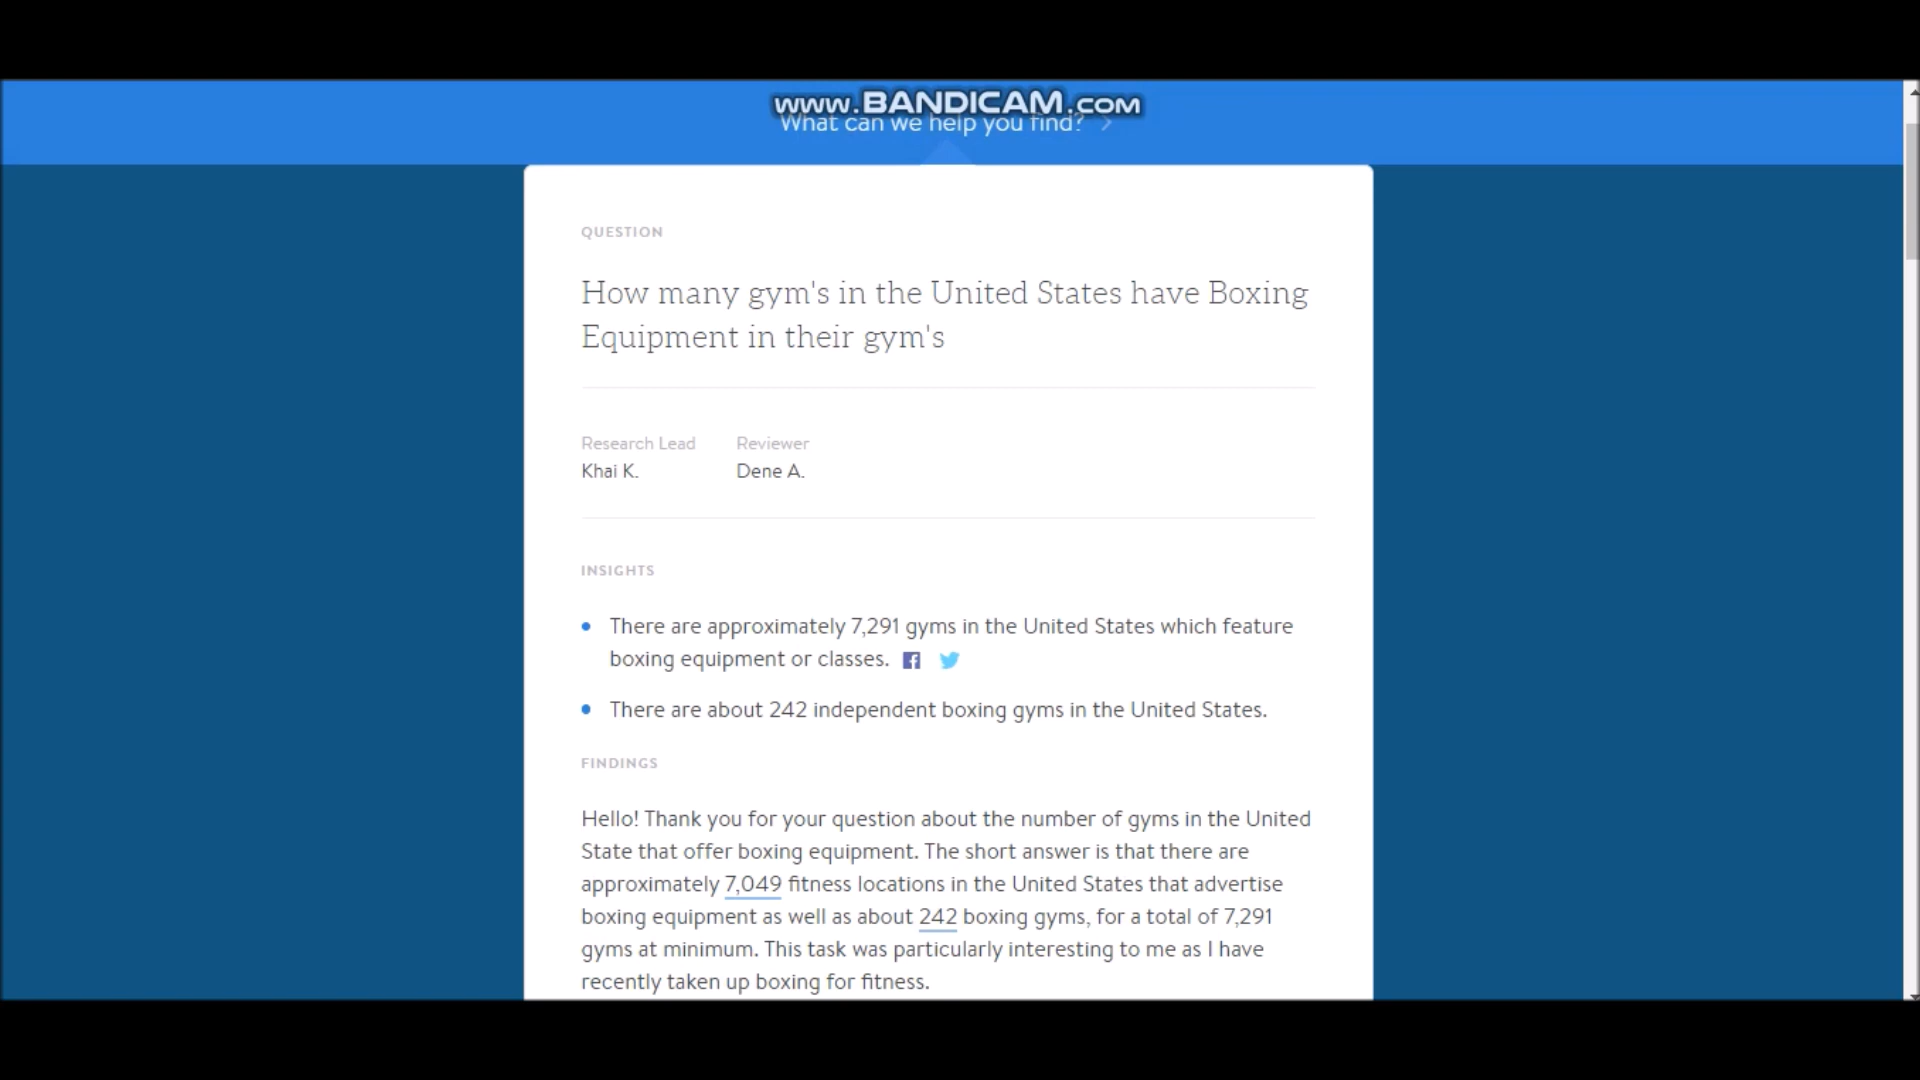 www.BANDICAM.com
What can we help you find?
QUESTION
How many gym's in the United States have Boxing
Equipment in their gym's
Research Lead Reviewer
Khai K. Dene A.
INSIGHTS
There are approximately 7,291 gyms in the United States which feature
boxing equipment or classes.
There are about 242 independent boxing gyms in the United States.
FINDINGS
Hello! Thank you for your question about the number of gyms in the United
State that offer boxing equipment. The short answer is that there are
approximately 7,049 fitness locations in the United States that advertise
boxing equipment as well as about 242 boxing gyms, for a total of 7,291
gyms at minimum. This task was particularly interesting to me as I have
recently taken up boxing for fitness.